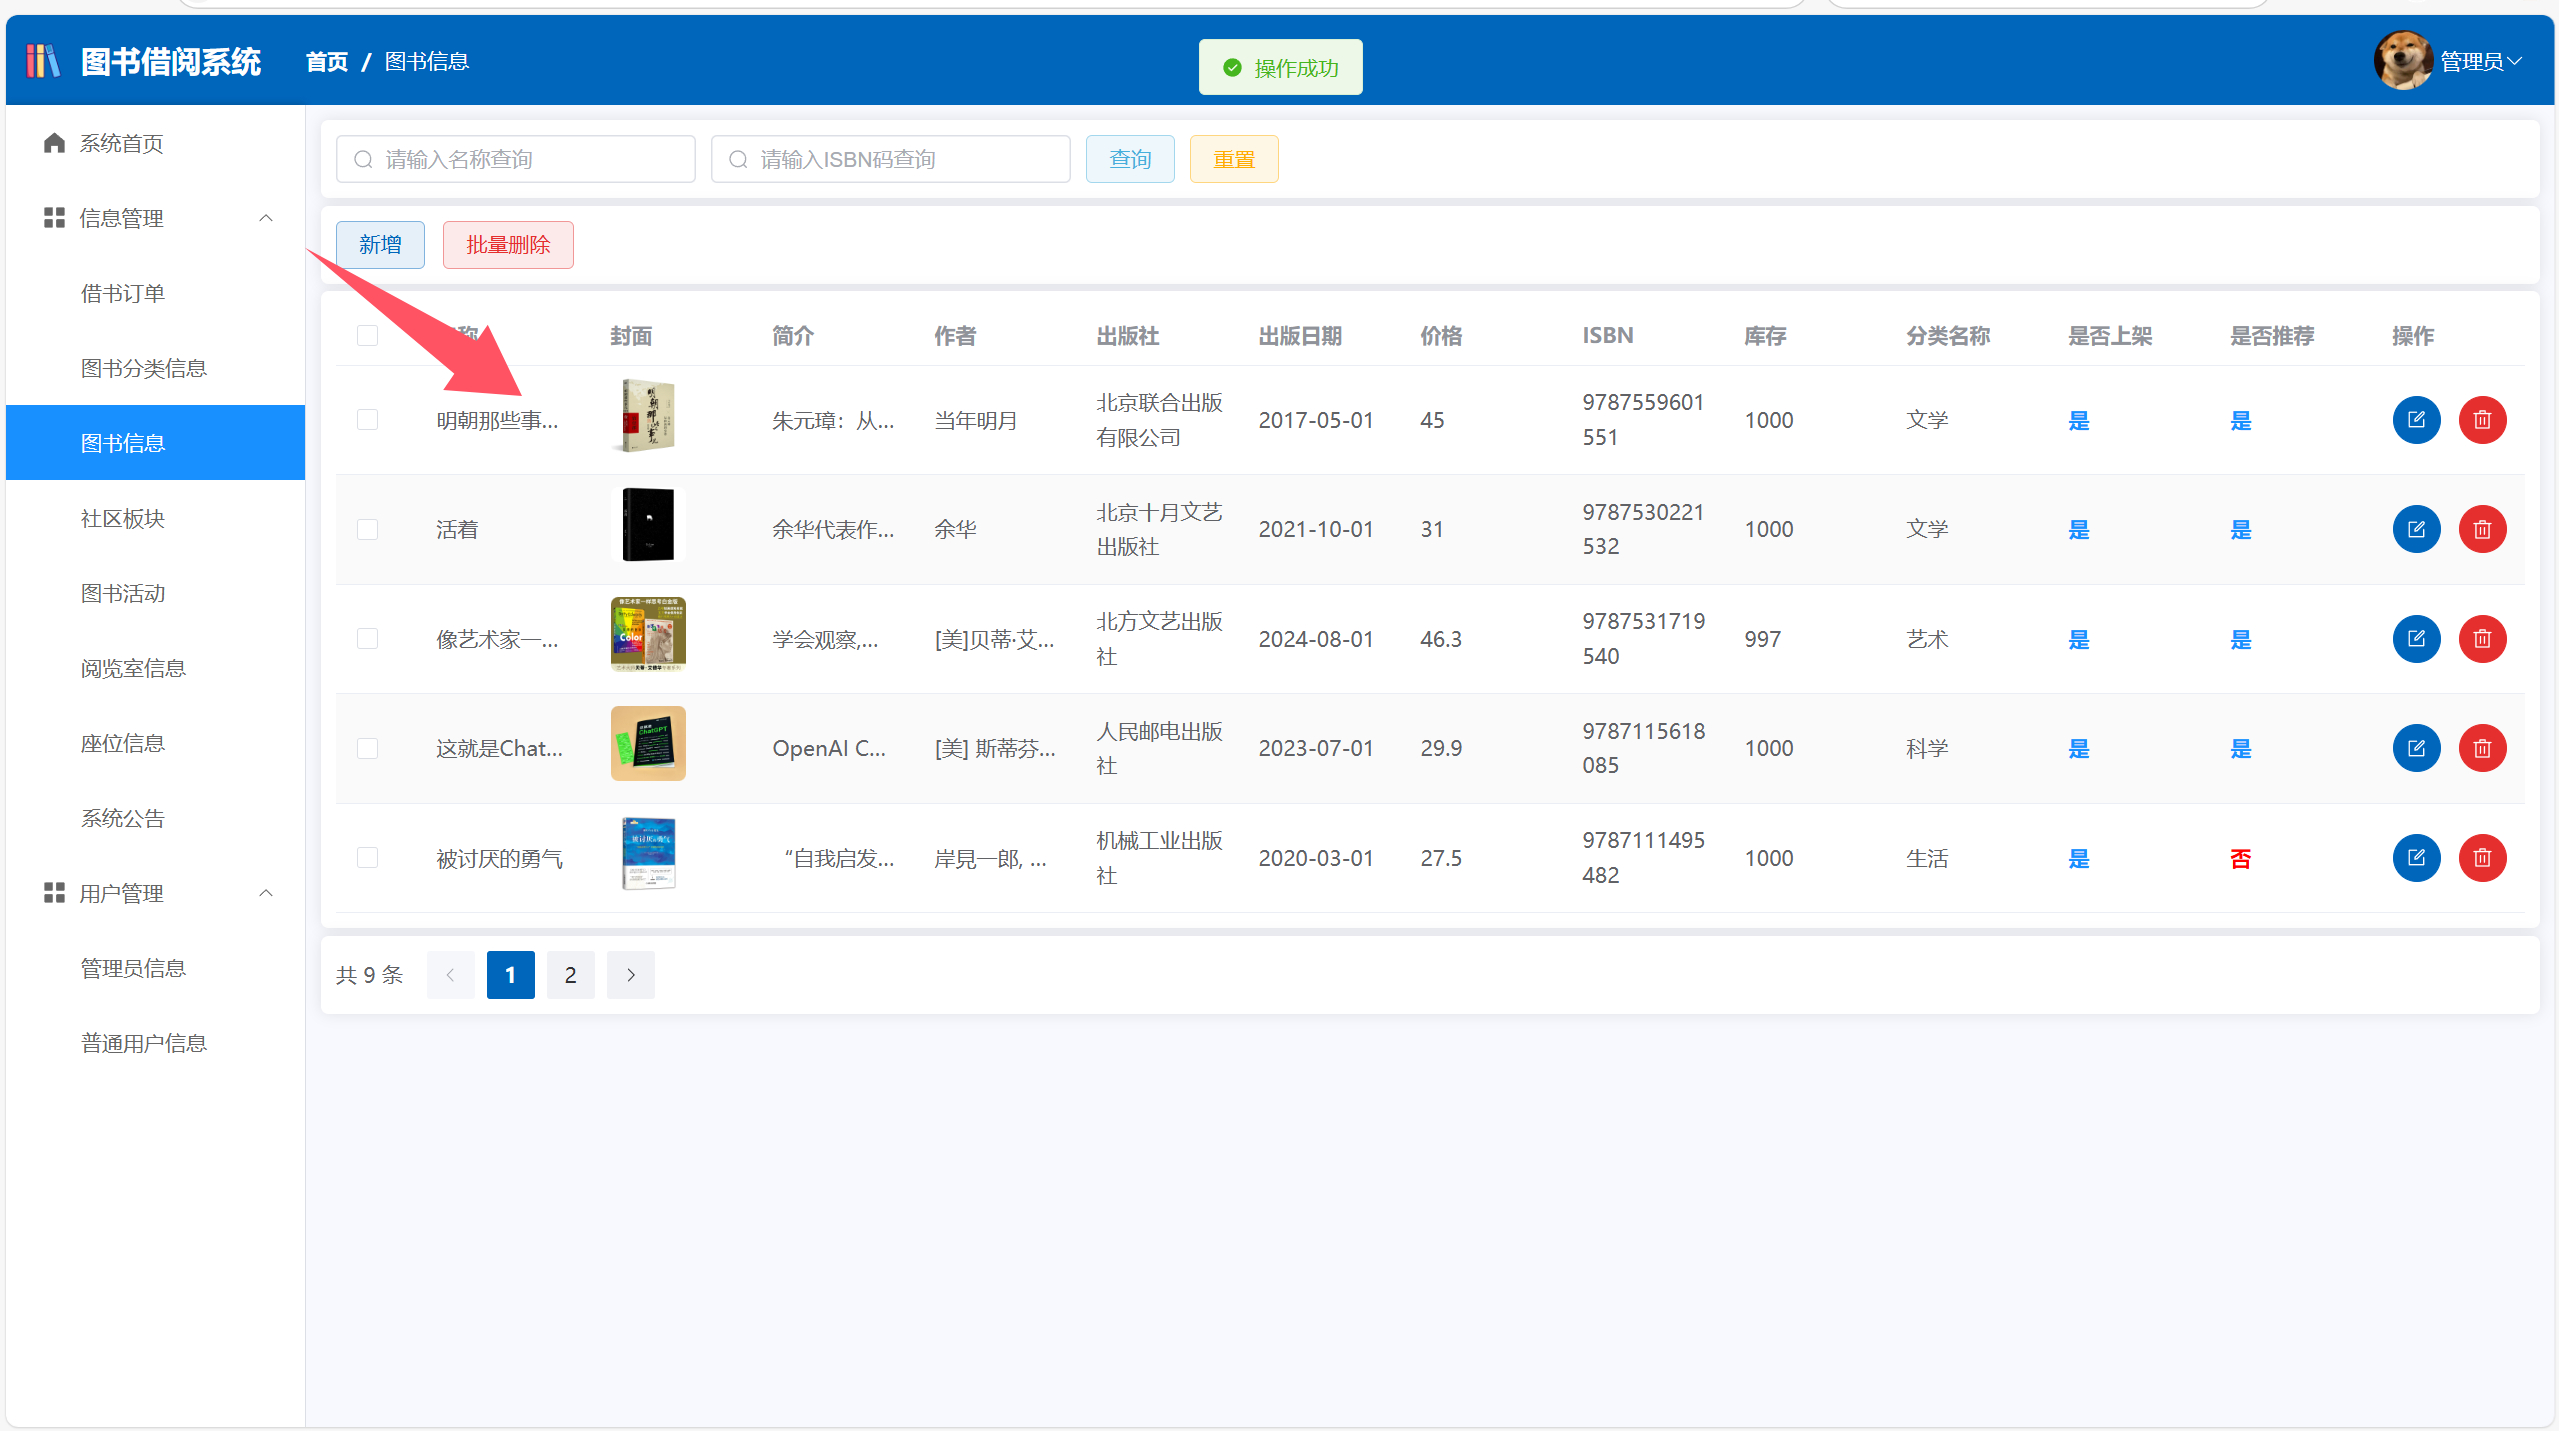 图书借阅系统
首页 / 图书信息
操作成功
管理员
系统首页
信息管理
借书订单
图书分类信息
图书信息
社区板块
图书活动
阅览室信息
座位信息
系统公告
用户管理
管理员信息
普通用户信息
请输入名称查询
请输入ISBN码查询
查询
重置
新增
批量删除
称 封面 简介 作者 出版社 出版日期 价格 ISBN 库存 分类名称 是否上架 是否推荐 操作
明朝那些事... 朱元璋：从... 当年明月 北京联合出版 2017-05-01 45 9787559601 1000 文学 是 是
有限公司 551
活着 余华代表作... 余华 北京十月文艺 2021-10-01 31 9787530221 1000 文学 是 是
出版社 532
像艺术家一... 学会观察,... [美]贝蒂·艾... 北方文艺出版 2024-08-01 46.3 9787531719 997 艺术 是 是
社 540
Color
这就是Chat... OpenAI C... [美] 斯蒂芬... 人民邮电出版 2023-07-01 29.9 9787115618 1000 科学 是 是
社 085
ChatGPT
被讨厌的勇气 “自我启发... 岸見一郎, ... 机械工业出版 2020-03-01 27.5 9787111495 1000 生活 是 否
社 482
共 9 条 1 2